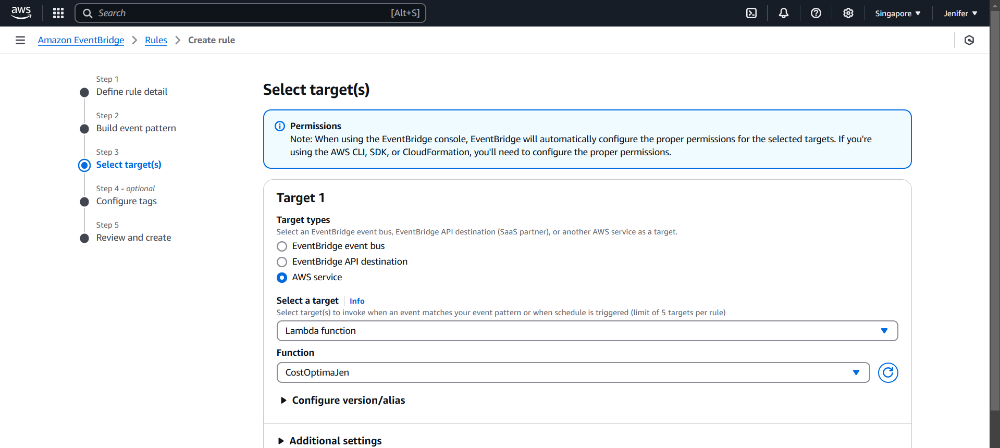 aws
Search [Alt+S]
Singapore
Jenifer
Amazon EventBridge > Rules > Create rule
Step 1
Define rule detail
Step 2
Build event pattern
Step 3
Select target(s)
Step 4 - optional
Configure tags
Step 5
Review and create
Select target(s)
Permissions
Note: When using the EventBridge console, EventBridge will automatically configure the proper permissions for the selected targets. If you're
using the AWS CLI, SDK, or CloudFormation, you'll need to configure the proper permissions.
Target 1
Target types
Select an EventBridge event bus, EventBridge API destination (SaaS partner), or another AWS service as a target.
EventBridge event bus
EventBridge API destination
AWS service
Select a target Info
Select target(s) to invoke when an event matches your event pattern or when schedule is triggered (limit of 5 targets per rule)
Lambda function
Function
CostOptimaJen
Configure version/alias
Additional settings